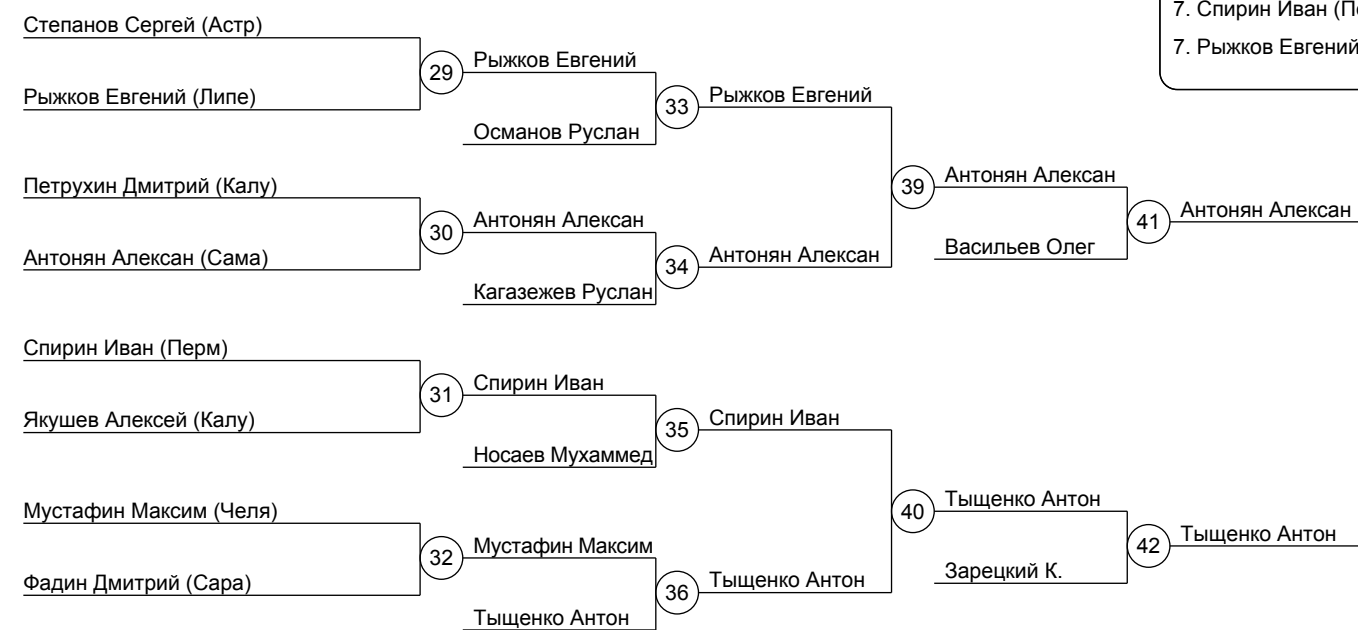 7. Спирин Иван
7. Рыжков Евгений
Степанов Сергей (Астр)
29
Рыжков Евгений (Липе)
Рыжков Евгений
33
Османов Руслан
Рыжков Евгений
Петрухин Дмитрий (Калу)
30
Антонян Алексан (Сама)
Антонян Алексан
34
Кагазежев Руслан
Антонян Алексан
39
Антонян Алексан
41
Васильев Олег
Антонян Алексан
Спирин Иван (Перм)
31
Якушев Алексей (Калу)
Спирин Иван
35
Носаев Мухаммед
Спирин Иван
Мустафин Максим (Челя)
32
Фадин Дмитрий (Сара)
Мустафин Максим
36
Тыщенко Антон
Тыщенко Антон
40
Тыщенко Антон
42
Зарецкий К.
Тыщенко Антон